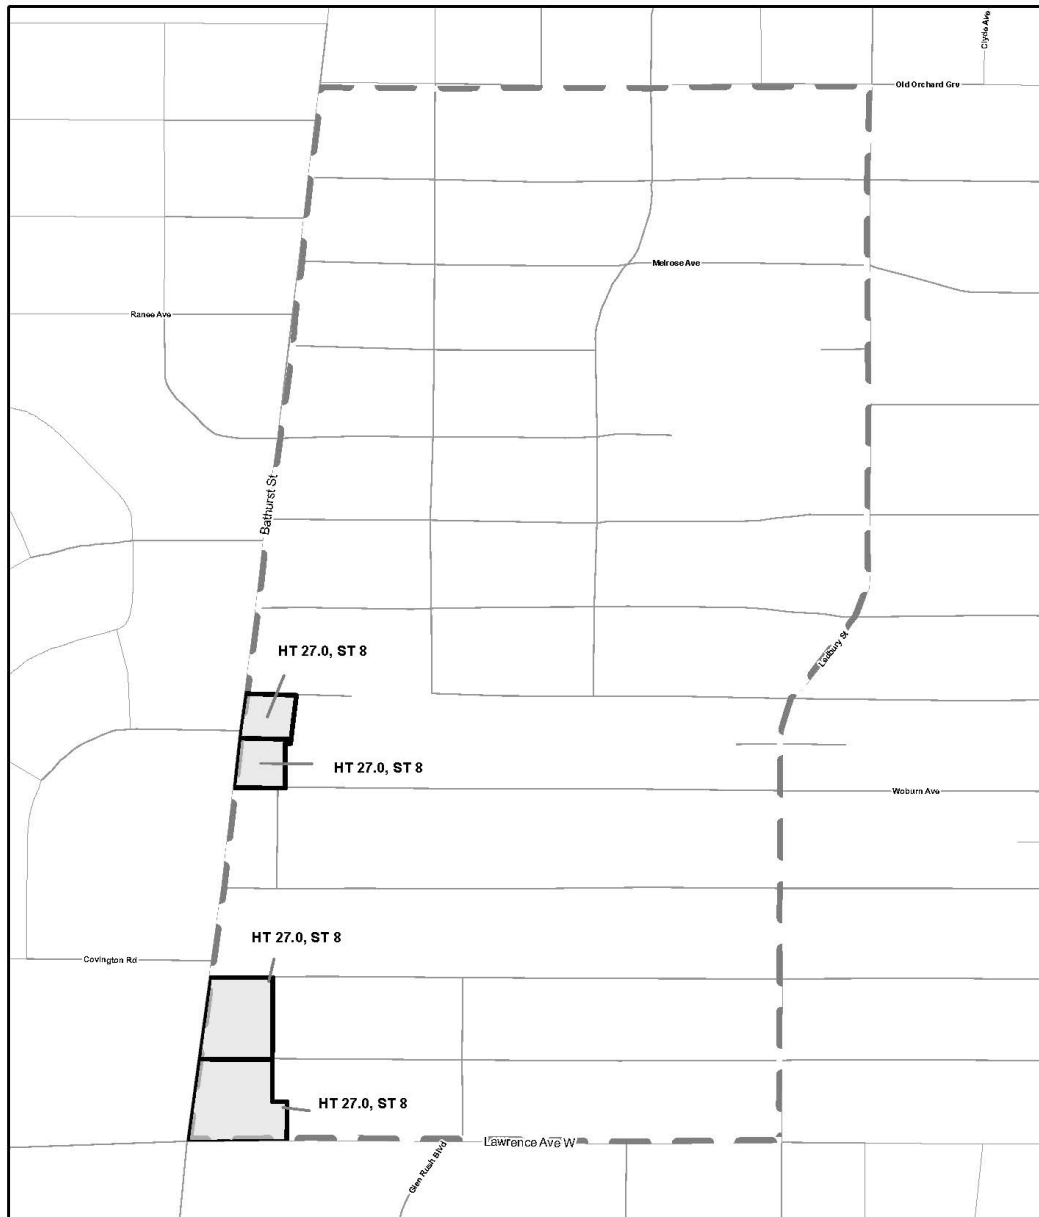 Clyde Ave
Old Orchard Grv
Melrose Ave
Ranee Ave
Bathurst St
Ledbury St
HT 27.0, ST 8
HT 27.0, ST 8
Woburn Ave
HT 27.0, ST 8
Covington Rd
HT 27.0, ST 8
Lawrence Ave W
Glen Rush Blvd